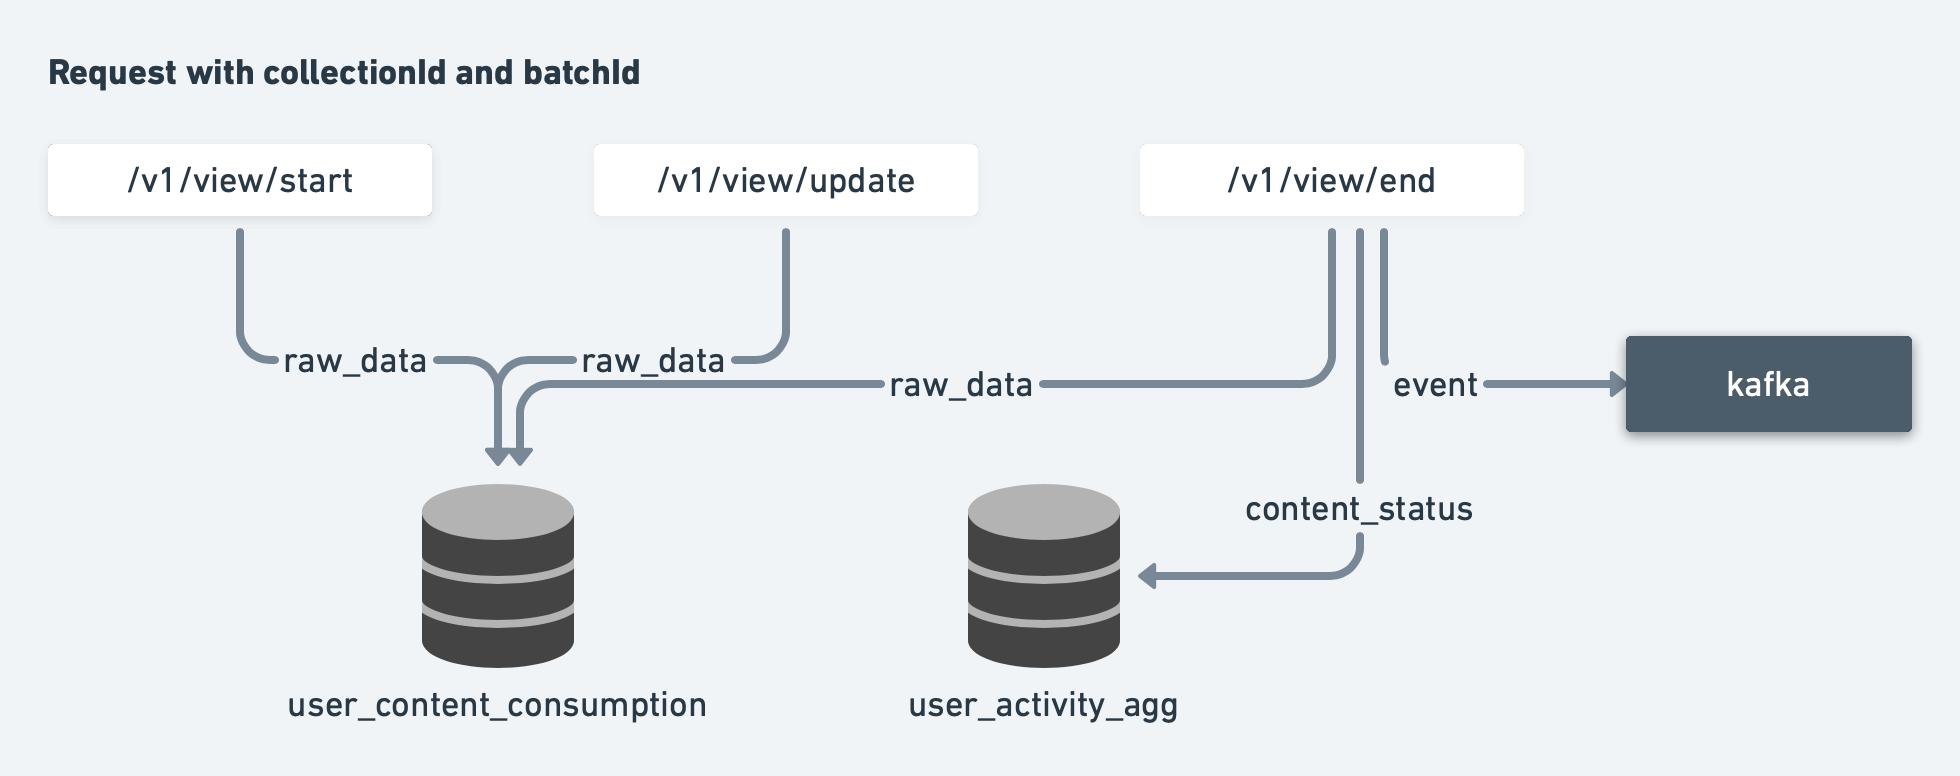 Request with collectionId and batchId
/v1/view/start
/v1/view/update
/v1/view/end
raw_data
raw_data
raw_data
event
kafka
content_status
user_content_consumption
user_activity_agg